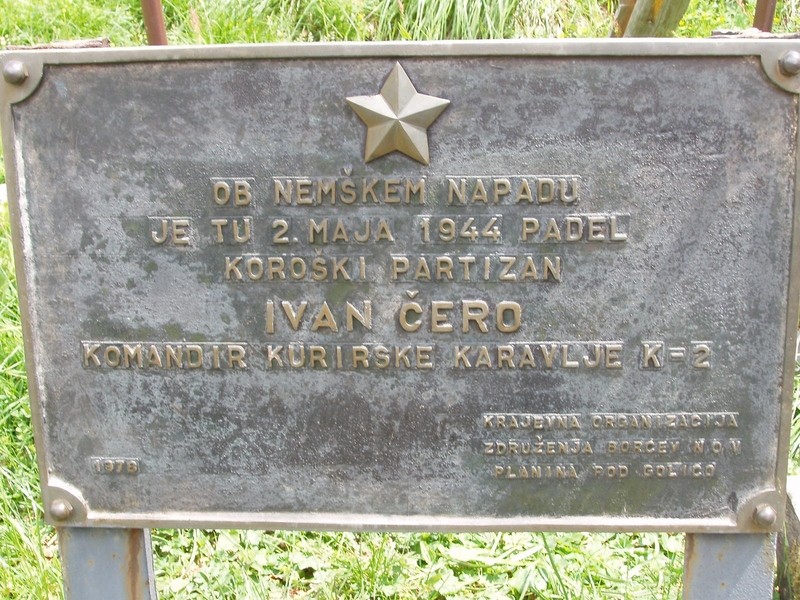 OB NEMŠKEM NAPADU
JE TU 2. MAJA 1944 PADEL
KOROŠKI PARTIZAN
IVAN ČERO
KOMANDIR KURIRSKE KARAVLJE K=2
KRAJEVNA ORGANIZACIJA
ZDRUŽENJA BORCEV N O V
PLANINA POD GOLICO
1978